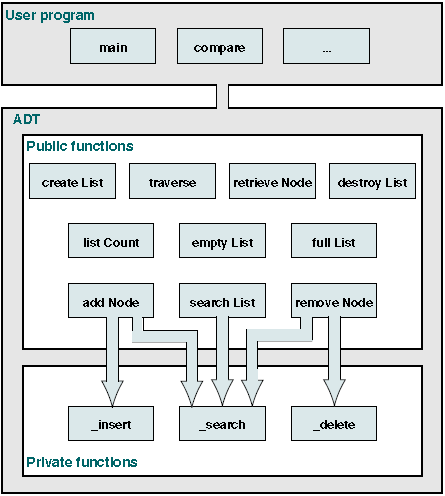 User program
main compare ...
ADT
Public functions
create List traverse retrieve Node destroy List
list Count empty List full List
add Node search List remove Node
_insert _search _delete
Private functions